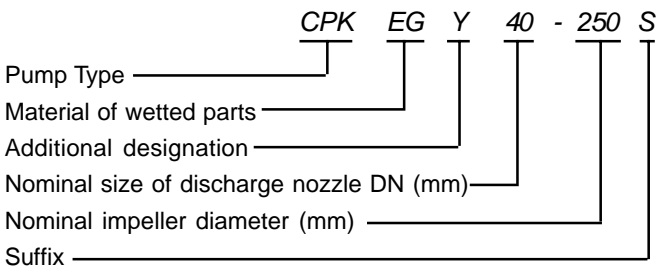 CPK EG Y 40 - 250 S
Pump Type
Material of wetted parts
Additional designation
Nominal size of discharge nozzle DN (mm)
Nominal impeller diameter (mm)
Suffix